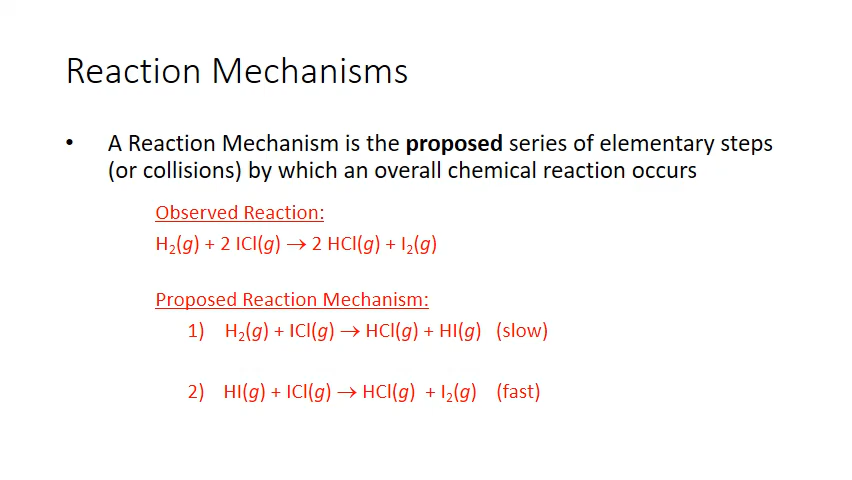 Reaction Mechanisms
• A Reaction Mechanism is the proposed series of elementary steps
(or collisions) by which an overall chemical reaction occurs
Observed Reaction:
H₂(g) + 2 ICl(g) → 2 HCl(g) + I₂(g)
Proposed Reaction Mechanism:
1) H₂(g) + ICl(g) → HCl(g) + HI(g) (slow)
2) HI(g) + ICl(g) → HCl(g) + I₂(g) (fast)